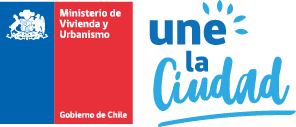 Ministerio de
Vivienda y
Urbanismo
Gobierno de Chile
une
la
Ciudad